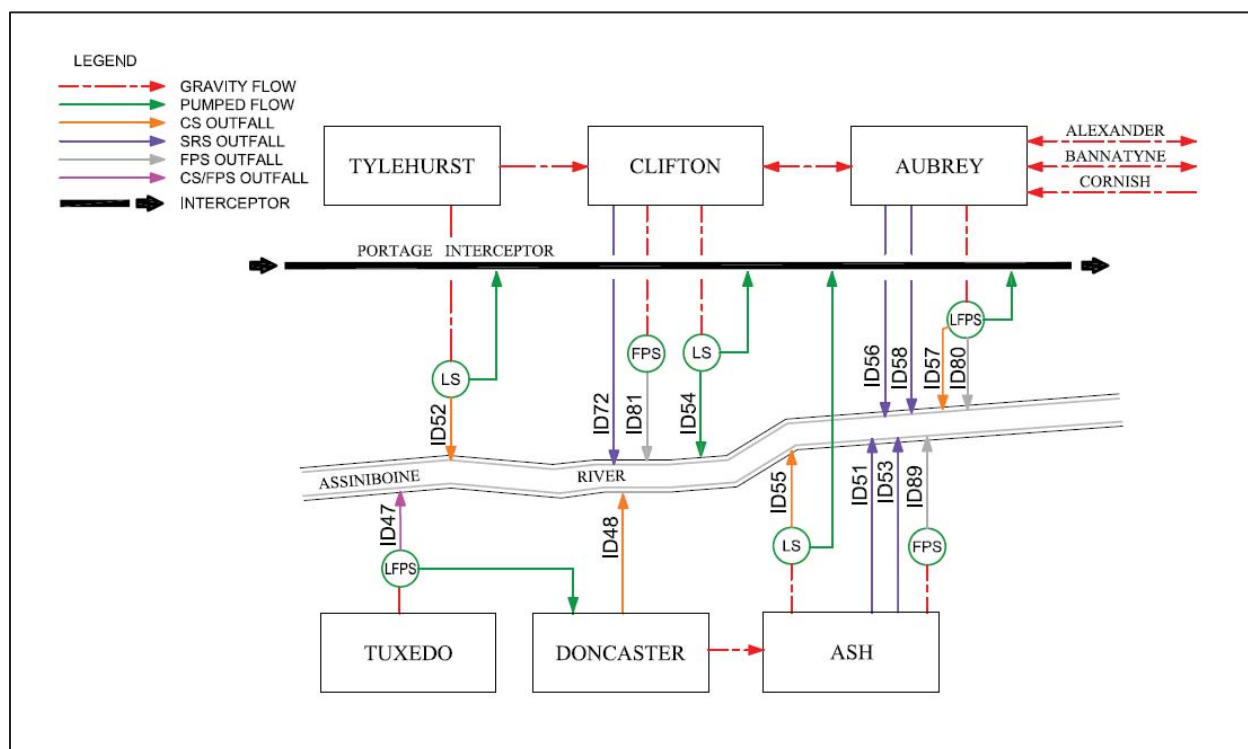 LEGEND
GRAVITY FLOW
PUMPED FLOW
CS OUTFALL
SRS OUTFALL
FPS OUTFALL
CS/FPS OUTFALL
INTERCEPTOR
TYLEHURST
CLIFTON
AUBREY
ALEXANDER
BANNATYNE
CORNISH
PORTAGE INTERCEPTOR
LS
FPS
LS
LFPS
ID52
ID72
ID81
ID54
ID56
ID58
ID57
ID80
ASSINIBOINE RIVER
ID47
ID48
ID55
ID51
ID53
ID89
LFPS
LS
FPS
TUXEDO
DONCASTER
ASH